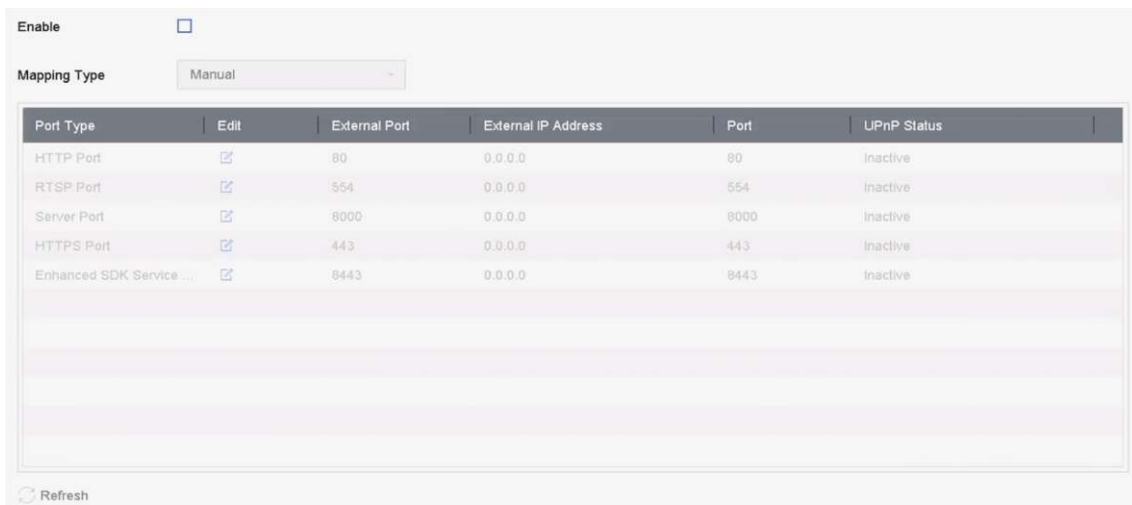 Enable
Mapping Type Manual
Port Type Edit External Port External IP Address Port UPnP Status
HTTP Port 80 0.0.0.0 80 Inactive
RTSP Port 554 0.0.0.0 554 Inactive
Server Port 8000 0.0.0.0 8000 Inactive
HTTPS Port 443 0.0.0.0 443 Inactive
Enhanced SDK Service ... 8443 0.0.0.0 8443 Inactive
Refresh